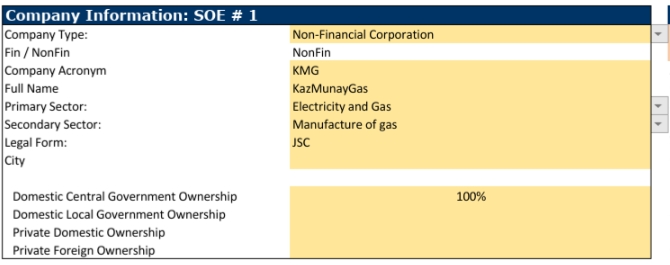 Company Information: SOE # 1
Company Type: Non-Financial Corporation
Fin / NonFin NonFin
Company Acronym KMG
Full Name KazMunayGas
Primary Sector: Electricity and Gas
Secondary Sector: Manufacture of gas
Legal Form: JSC
City
Domestic Central Government Ownership 100%
Domestic Local Government Ownership
Private Domestic Ownership
Private Foreign Ownership